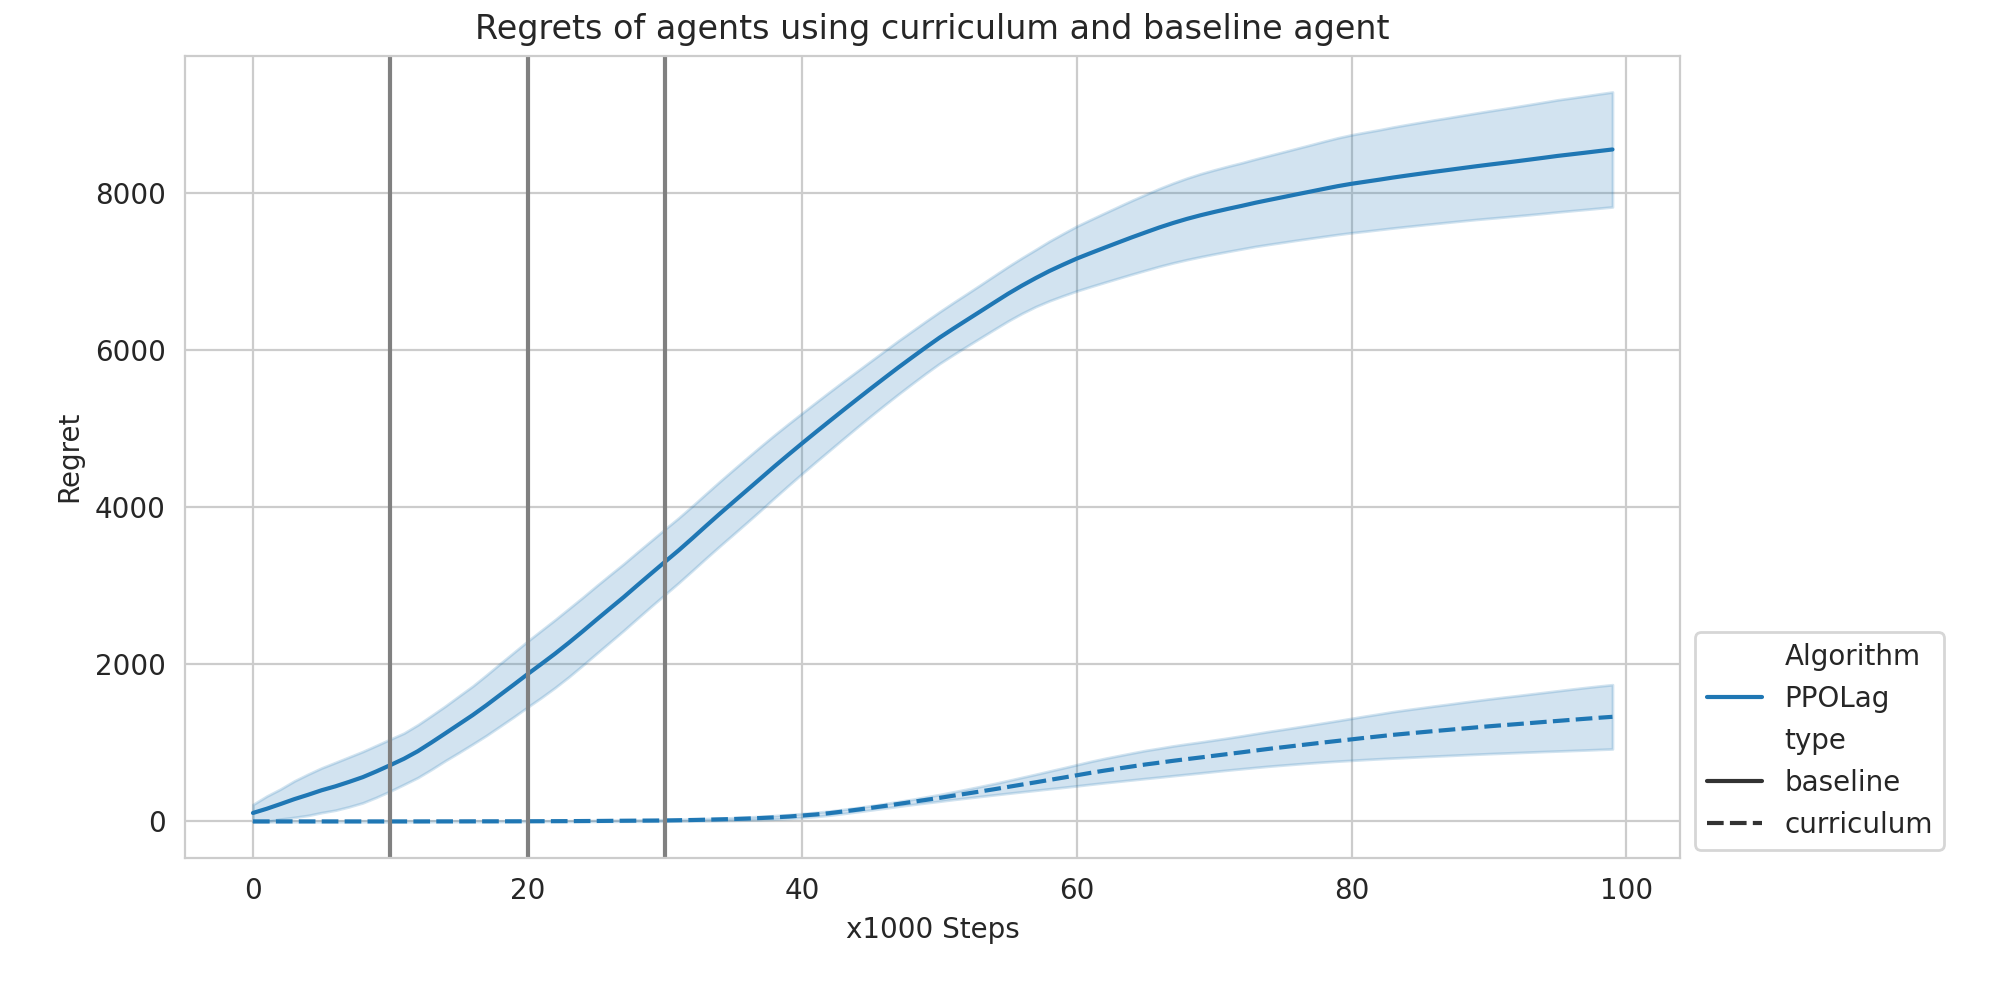 Regrets of agents using curriculum and baseline agent
8000
6000
4000
2000
0
Regret
0 20 40 60 80 100
x1000 Steps
Algorithm
PPOLag
type
baseline
curriculum